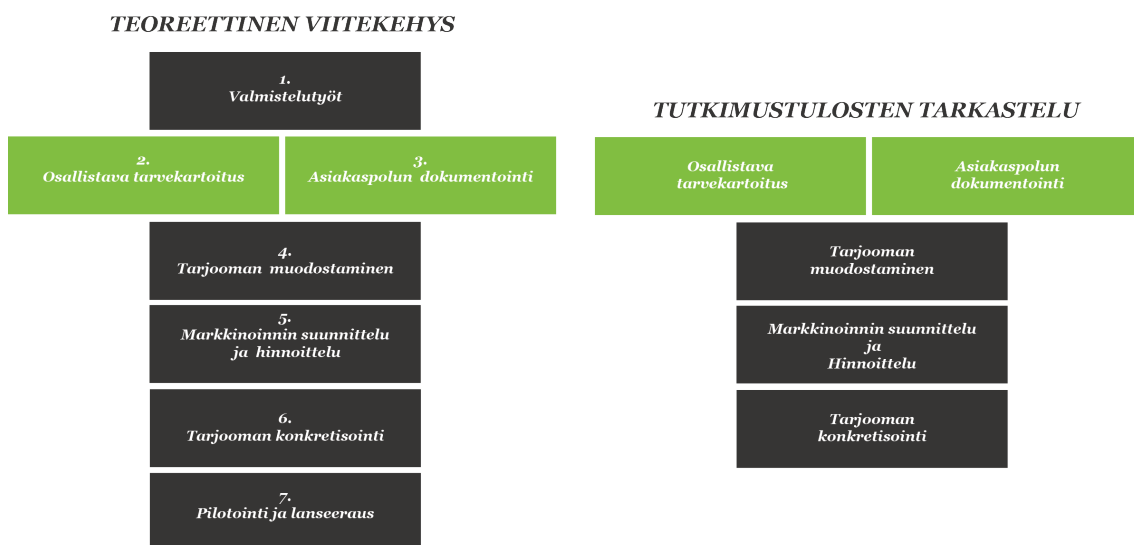 TEOREETTINEN VIITEKEHYS
1.
Valmistelutyöt
2.
Osallistava tarvekartoitus
3.
Asiakaspolun dokumentointi
4.
Tarjooman muodostaminen
5.
Markkinoinnin suunnittelu
ja hinnoittelu
6.
Tarjooman konkretisointi
7.
Pilotointi ja lanseeraus
TUTKIMUSTULOSTEN TARKASTELU
Osallistava
tarvekartoitus
Asiakaspolun
dokumentointi
Tarjooman
muodostaminen
Markkinoinnin suunnittelu
ja
Hinnoittelu
Tarjooman
konkretisointi